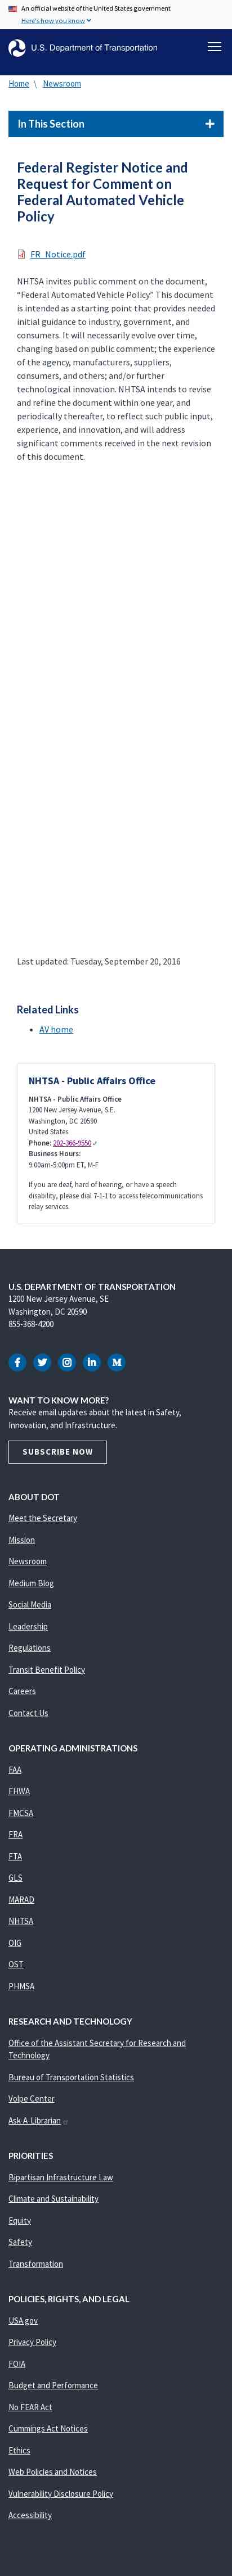 An official website of the United States government
Here's how you know
U.S. Department of Transportation
Home \ Newsroom
In This Section
Federal Register Notice and
Request for Comment on
Federal Automated Vehicle
Policy
FR_Notice.pdf
NHTSA invites public comment on the document,
“Federal Automated Vehicle Policy.” This document
is intended as a starting point that provides needed
initial guidance to industry, government, and
consumers. It will necessarily evolve over time,
changing based on public comment; the experience
of the agency, manufacturers, suppliers,
consumers, and others; and/or further
technological innovation. NHTSA intends to revise
and refine the document within one year, and
periodically thereafter, to reflect such public input,
experience, and innovation, and will address
significant comments received in the next revision
of this document.
Last updated: Tuesday, September 20, 2016
Related Links
• AV home
NHTSA - Public Affairs Office
NHTSA - Public Affairs Office
1200 New Jersey Avenue, S.E.
Washington, DC 20590
United States
Phone: 202-366-9550
Business Hours:
9:00am-5:00pm ET, M-F
If you are deaf, hard of hearing, or have a speech
disability, please dial 7-1-1 to access telecommunications
relay services.
U.S. DEPARTMENT OF TRANSPORTATION
1200 New Jersey Avenue, SE
Washington, DC 20590
855-368-4200
WANT TO KNOW MORE?
Receive email updates about the latest in Safety,
Innovation, and Infrastructure.
SUBSCRIBE NOW
ABOUT DOT
Meet the Secretary
Mission
Newsroom
Medium Blog
Social Media
Leadership
Regulations
Transit Benefit Policy
Careers
Contact Us
OPERATING ADMINISTRATIONS
FAA
FHWA
FMCSA
FRA
FTA
GLS
MARAD
NHTSA
OIG
OST
PHMSA
RESEARCH AND TECHNOLOGY
Office of the Assistant Secretary for Research and
Technology
Bureau of Transportation Statistics
Volpe Center
Ask-A-Librarian
PRIORITIES
Bipartisan Infrastructure Law
Climate and Sustainability
Equity
Safety
Transformation
POLICIES, RIGHTS, AND LEGAL
USA.gov
Privacy Policy
FOIA
Budget and Performance
No FEAR Act
Cummings Act Notices
Ethics
Web Policies and Notices
Vulnerability Disclosure Policy
Accessibility